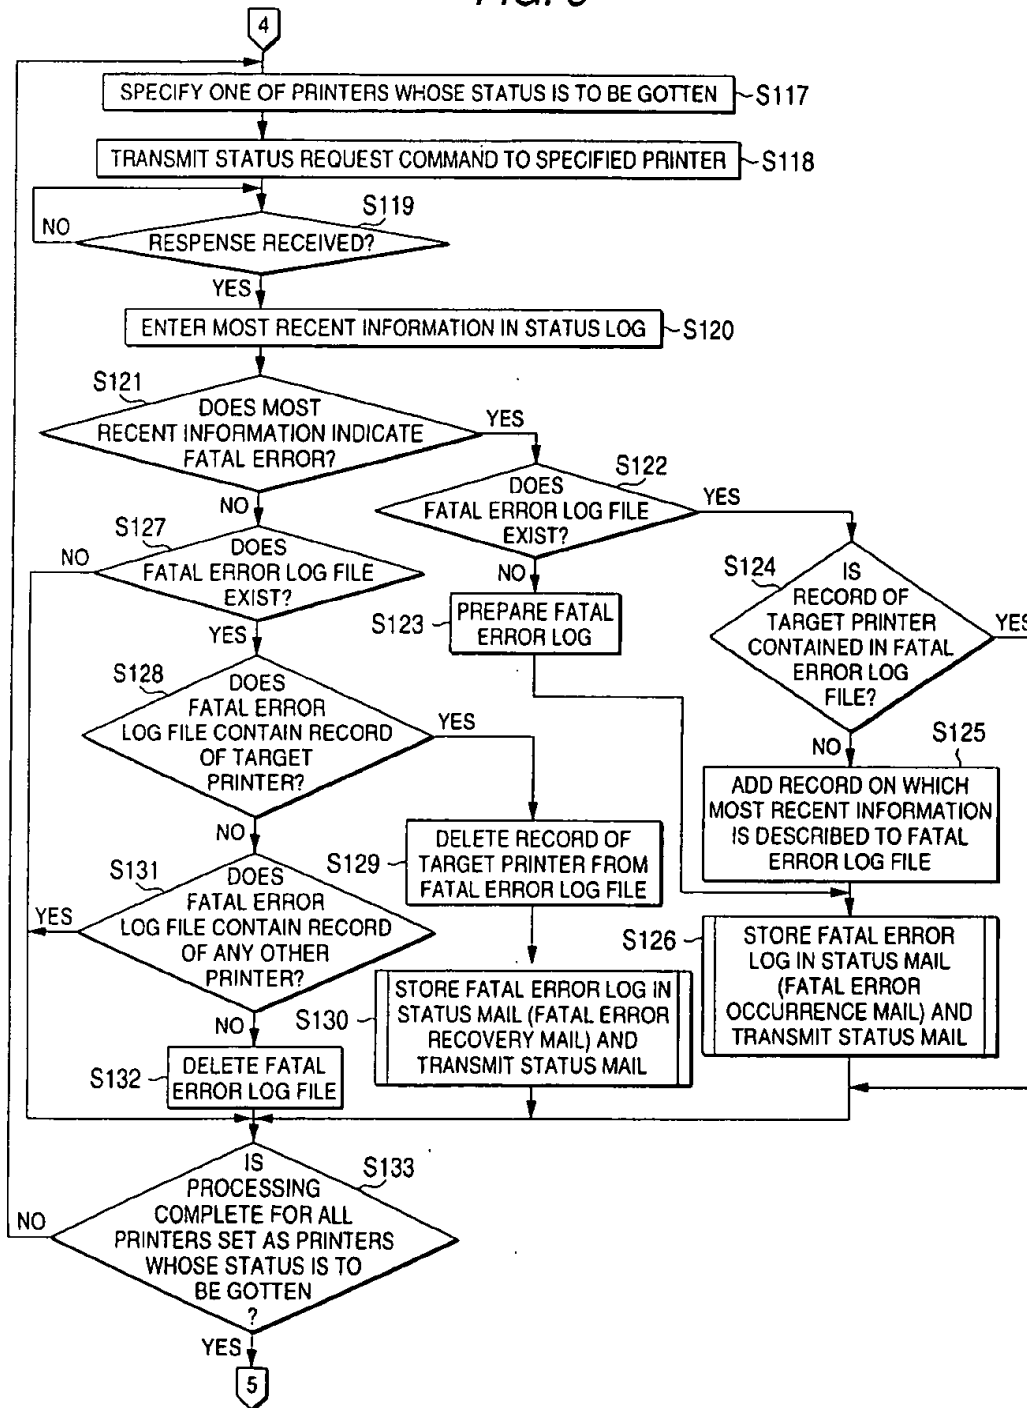 4
SPECIFY ONE OF PRINTERS WHOSE STATUS IS TO BE GOTTEN
S117
TRANSMIT STATUS REQUEST COMMAND TO SPECIFIED PRINTER
S118
S119
NO
RESPENSE RECEIVED?
YES
ENTER MOST RECENT INFORMATION IN STATUS LOG
S120
S121
DOES MOST
RECENT INFORMATION INDICATE
FATAL ERROR?
YES
NO
S122
DOES
FATAL ERROR LOG FILE
EXIST?
YES
NO
S123
PREPARE FATAL
ERROR LOG
S124
IS
RECORD OF
TARGET PRINTER
CONTAINED IN FATAL
ERROR LOG
FILE?
YES
NO
S125
ADD RECORD ON WHICH
MOST RECENT INFORMATION
IS DESCRIBED TO FATAL
ERROR LOG FILE
S126
STORE FATAL ERROR
LOG IN STATUS MAIL
(FATAL ERROR
OCCURRENCE MAIL) AND
TRANSMIT STATUS MAIL
S127
NO
DOES
FATAL ERROR LOG FILE
EXIST?
YES
S128
DOES
FATAL ERROR
LOG FILE CONTAIN RECORD
OF TARGET
PRINTER?
YES
NO
S129
DELETE RECORD OF
TARGET PRINTER FROM
FATAL ERROR LOG FILE
S130
STORE FATAL ERROR LOG IN
STATUS MAIL (FATAL ERROR
RECOVERY MAIL) AND
TRANSMIT STATUS MAIL
S131
YES
DOES
FATAL ERROR
LOG FILE CONTAIN RECORD
OF ANY OTHER
PRINTER?
NO
S132
DELETE FATAL
ERROR LOG FILE
S133
IS
PROCESSING
COMPLETE FOR ALL
PRINTERS SET AS PRINTERS
WHOSE STATUS IS TO
BE GOTTEN
?
NO
YES
5